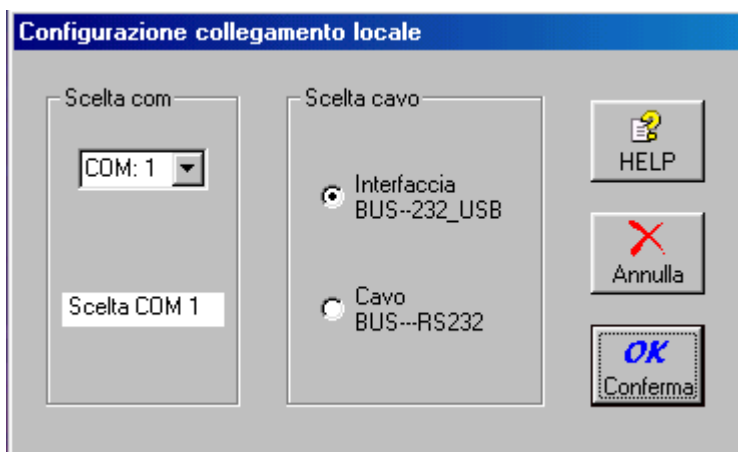 Configurazione collegamento locale
Scelta com
COM: 1
Scelta COM 1
Scelta cavo
Interfaccia
BUS--232_USB
Cavo
BUS---RS232
HELP
Annulla
OK
Conferma